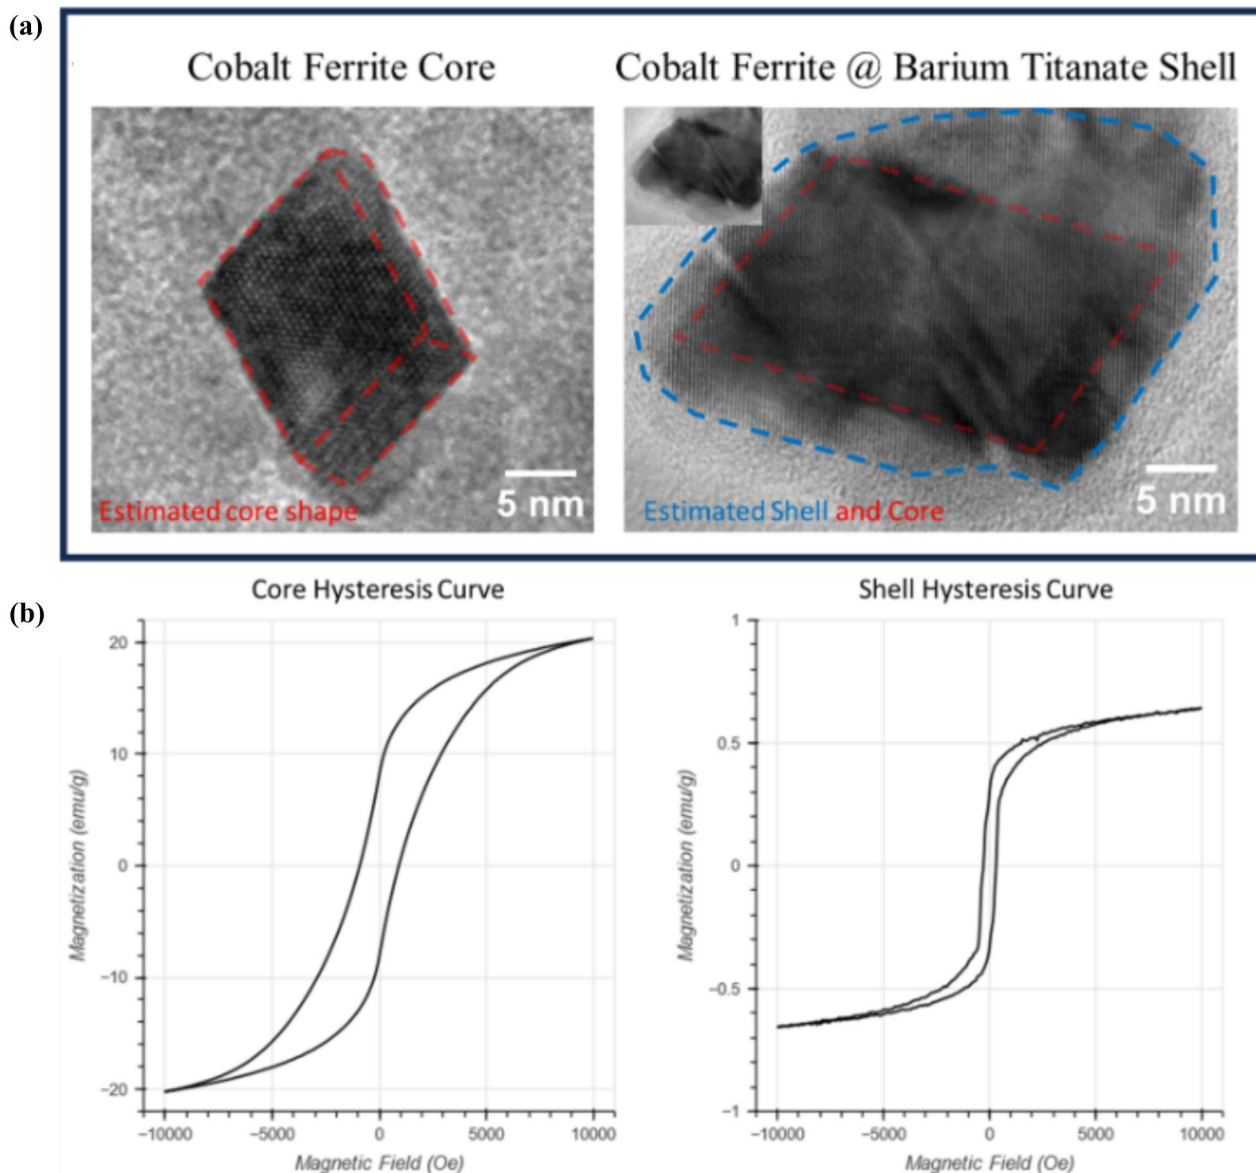 (a)
Cobalt Ferrite Core
Cobalt Ferrite @ Barium Titanate Shell
Estimated core shape
5 nm
Estimated Shell and Core
5 nm
(b)
Core Hysteresis Curve
Shell Hysteresis Curve
Magnetization (emu/g)
20
10
0
−10
−20
−10000
−5000
0
5000
10000
Magnetic Field (Oe)
Magnetization (emu/g)
1
0.5
0
−0.5
−1
−10000
−5000
0
5000
10000
Magnetic Field (Oe)